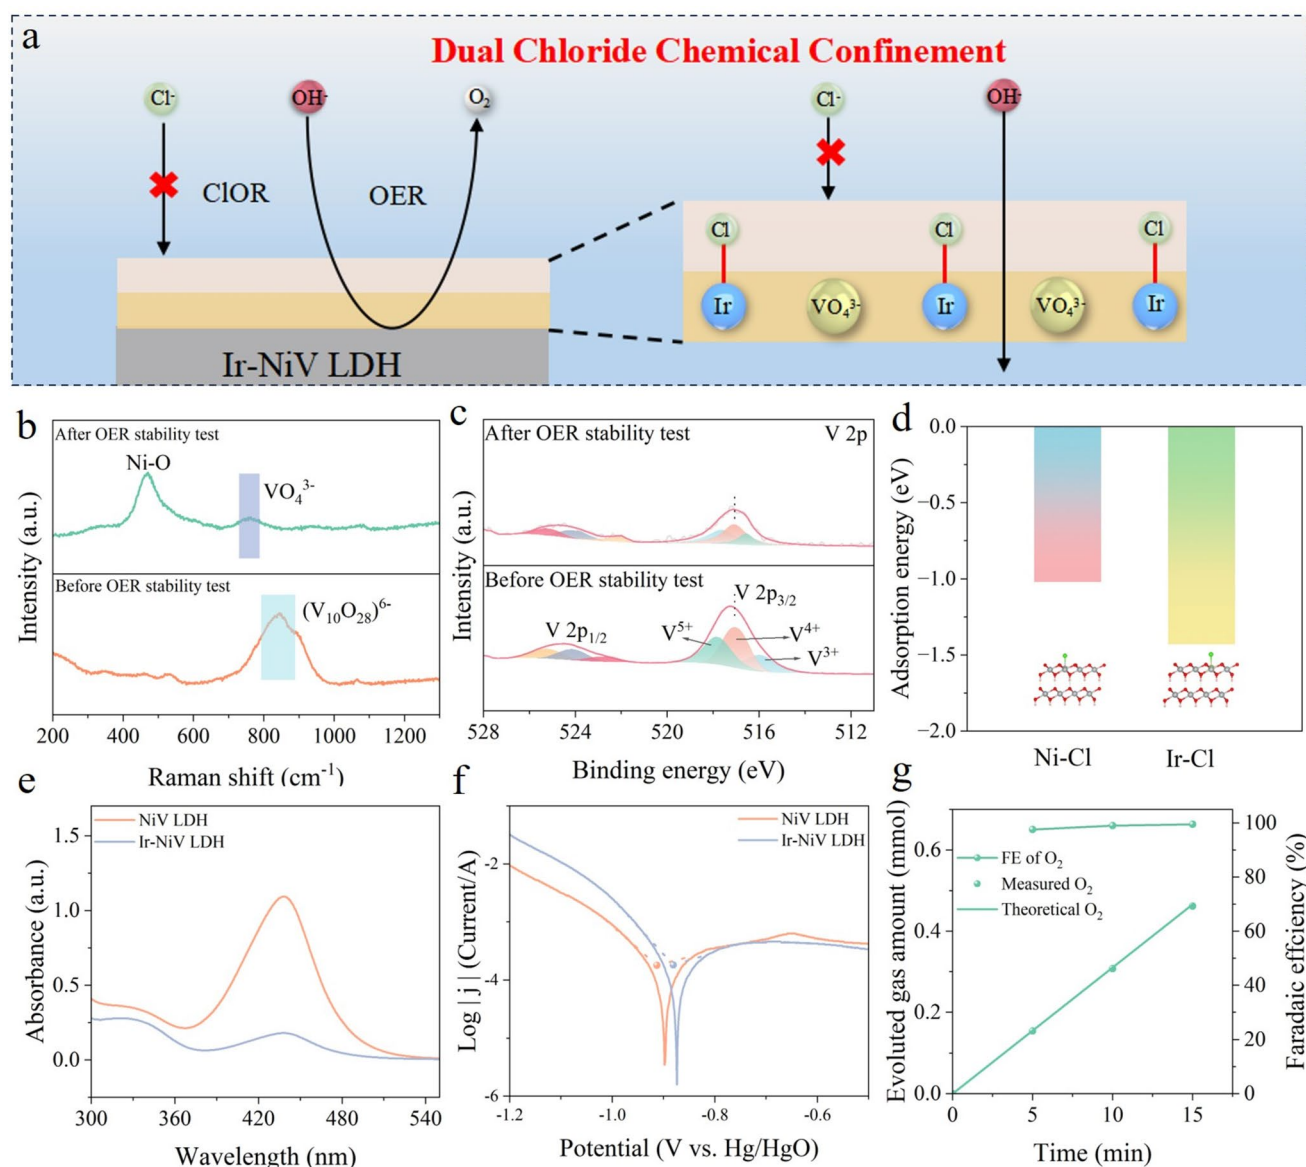 a
Dual Chloride Chemical Confinement
Cl-
OH-
O2
Cl-
OH-
ClOR
OER
Cl
Cl
Cl
Ir
VO4 3-
Ir
VO4 3-
Ir
Ir-NiV LDH
b
After OER stability test
Ni-O
VO4 3-
Before OER stability test
(V10O28)6-
Intensity (a.u.)
200 400 600 800 1000 1200
Raman shift (cm-1)
c
After OER stability test
V 2p
Before OER stability test
V 2p3/2
V 2p1/2
V5+
V4+
V3+
Intensity (a.u.)
528 524 520 516 512
Binding energy (eV)
d
0.0
−0.5
−1.0
−1.5
−2.0
Adsorption energy (eV)
Ni-Cl
Ir-Cl
e
NiV LDH
Ir-NiV LDH
1.5
1.0
0.5
0.0
Absorbance (a.u.)
300 360 420 480 540
Wavelength (nm)
f
NiV LDH
Ir-NiV LDH
-2
-4
-6
Log | j | (Current/A)
-1.2 -1.0 -0.8 -0.6
Potential (V vs. Hg/HgO)
g
0.6
0.4
0.2
0.0
Evoluted gas amount (mmol)
FE of O2
Measured O2
Theoretical O2
100
80
60
40
20
0
Faradaic effciency (%)
0 5 10 15
Time (min)